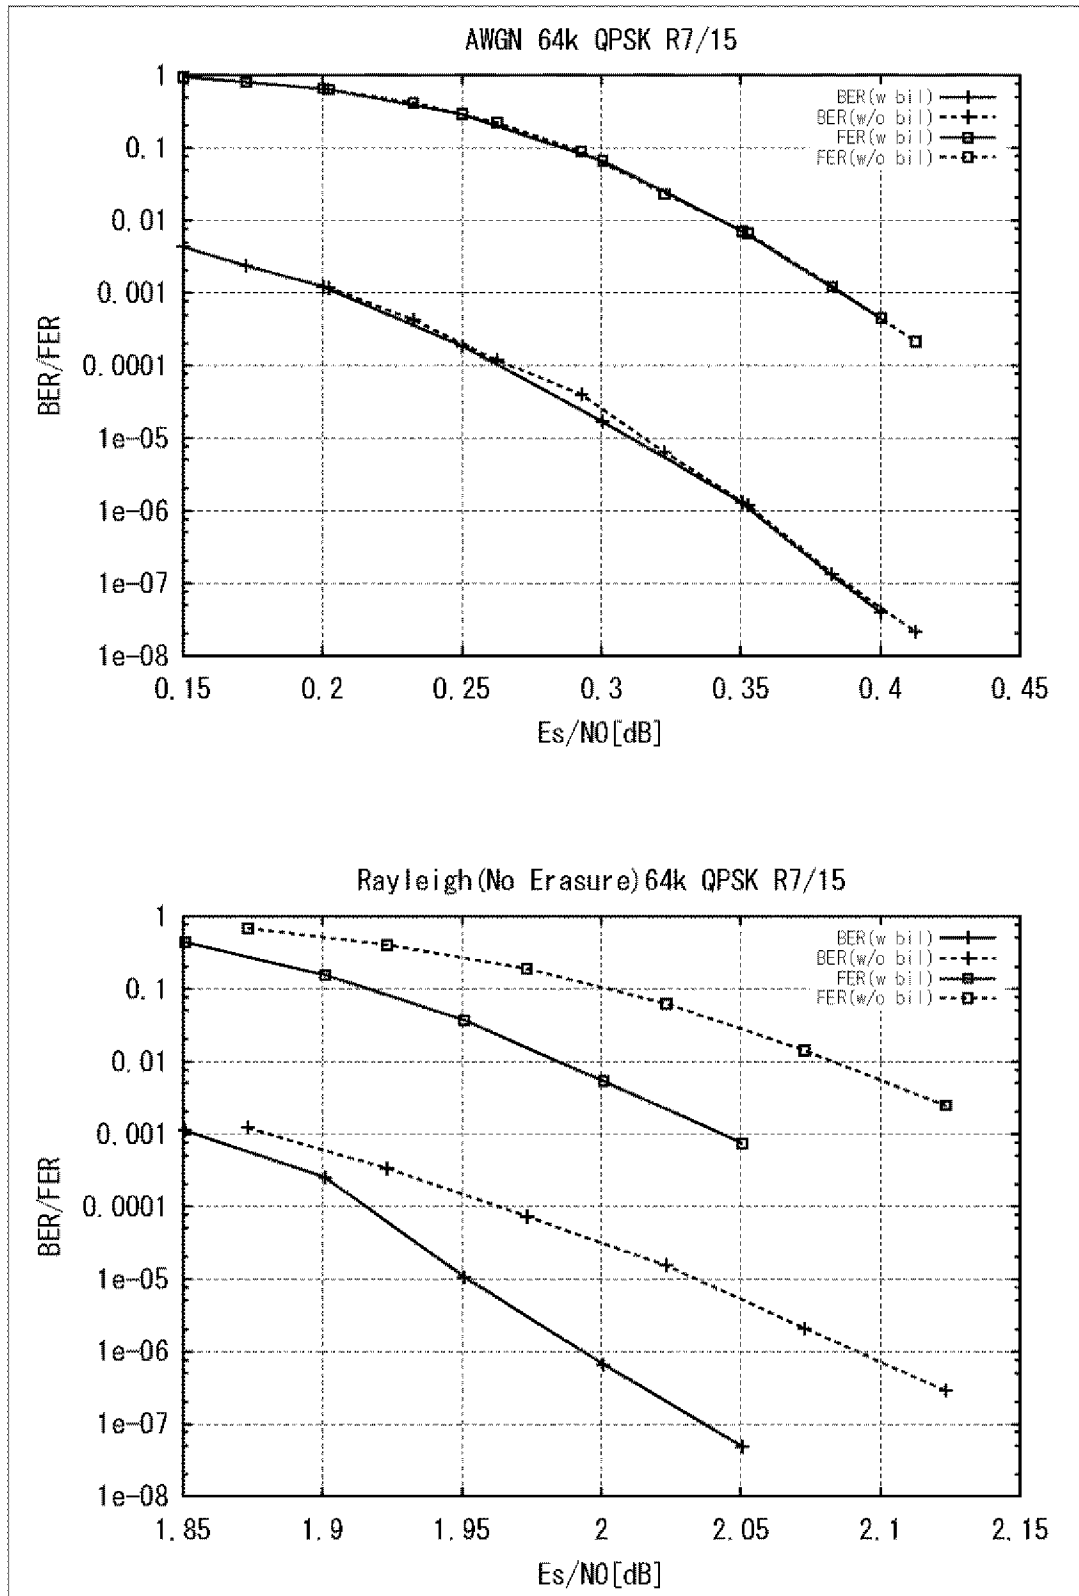 AWGN 64k QPSK R7/15
BER/FER
1
0.1
0.01
0.001
0.0001
1e-05
1e-06
1e-07
1e-08
BER(w bil)
BER(w/o bil)
FER(w bil)
FER(w/o bil)
0.15 0.2 0.25 0.3 0.35 0.4 0.45
Es/N0[dB]
Rayleigh(No Erasure)64k QPSK R7/15
BER/FER
1
0.1
0.01
0.001
0.0001
1e-05
1e-06
1e-07
1e-08
BER(w bil)
BER(w/o bil)
FER(w bil)
FER(w/o bil)
1.85 1.9 1.95 2 2.05 2.1 2.15
Es/N0[dB]